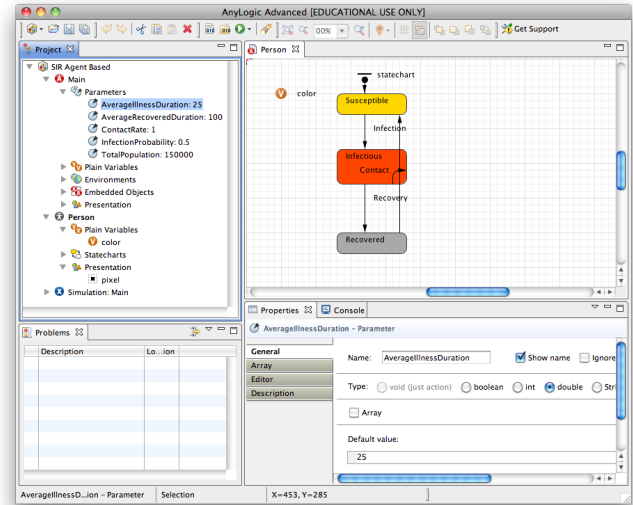 AnyLogic Advanced [EDUCATIONAL USE ONLY]
00%
Get Support
Project
SIR Agent Based
Main
Parameters
AverageIllnessDuration: 25
AverageRecoveredDuration: 100
ContactRate: 1
InfectionProbability: 0.5
TotalPopulation: 150000
Plain Variables
Environments
Embedded Objects
Presentation
Person
Plain Variables
color
Statecharts
Presentation
pixel
Simulation: Main
Person
statechart
color
Susceptible
Infection
Infectious
Contact
Recovery
Recovered
Problems
Description Lo...ion
Properties Console
AverageIllnessDuration – Parameter
General
Array
Editor
Description
Name: AverageIllnessDuration Show name Ignore
Type: void (just action) boolean int double Stri
Array
Default value:
25
AverageIllnessD...ion – Parameter Selection X=453, Y=285